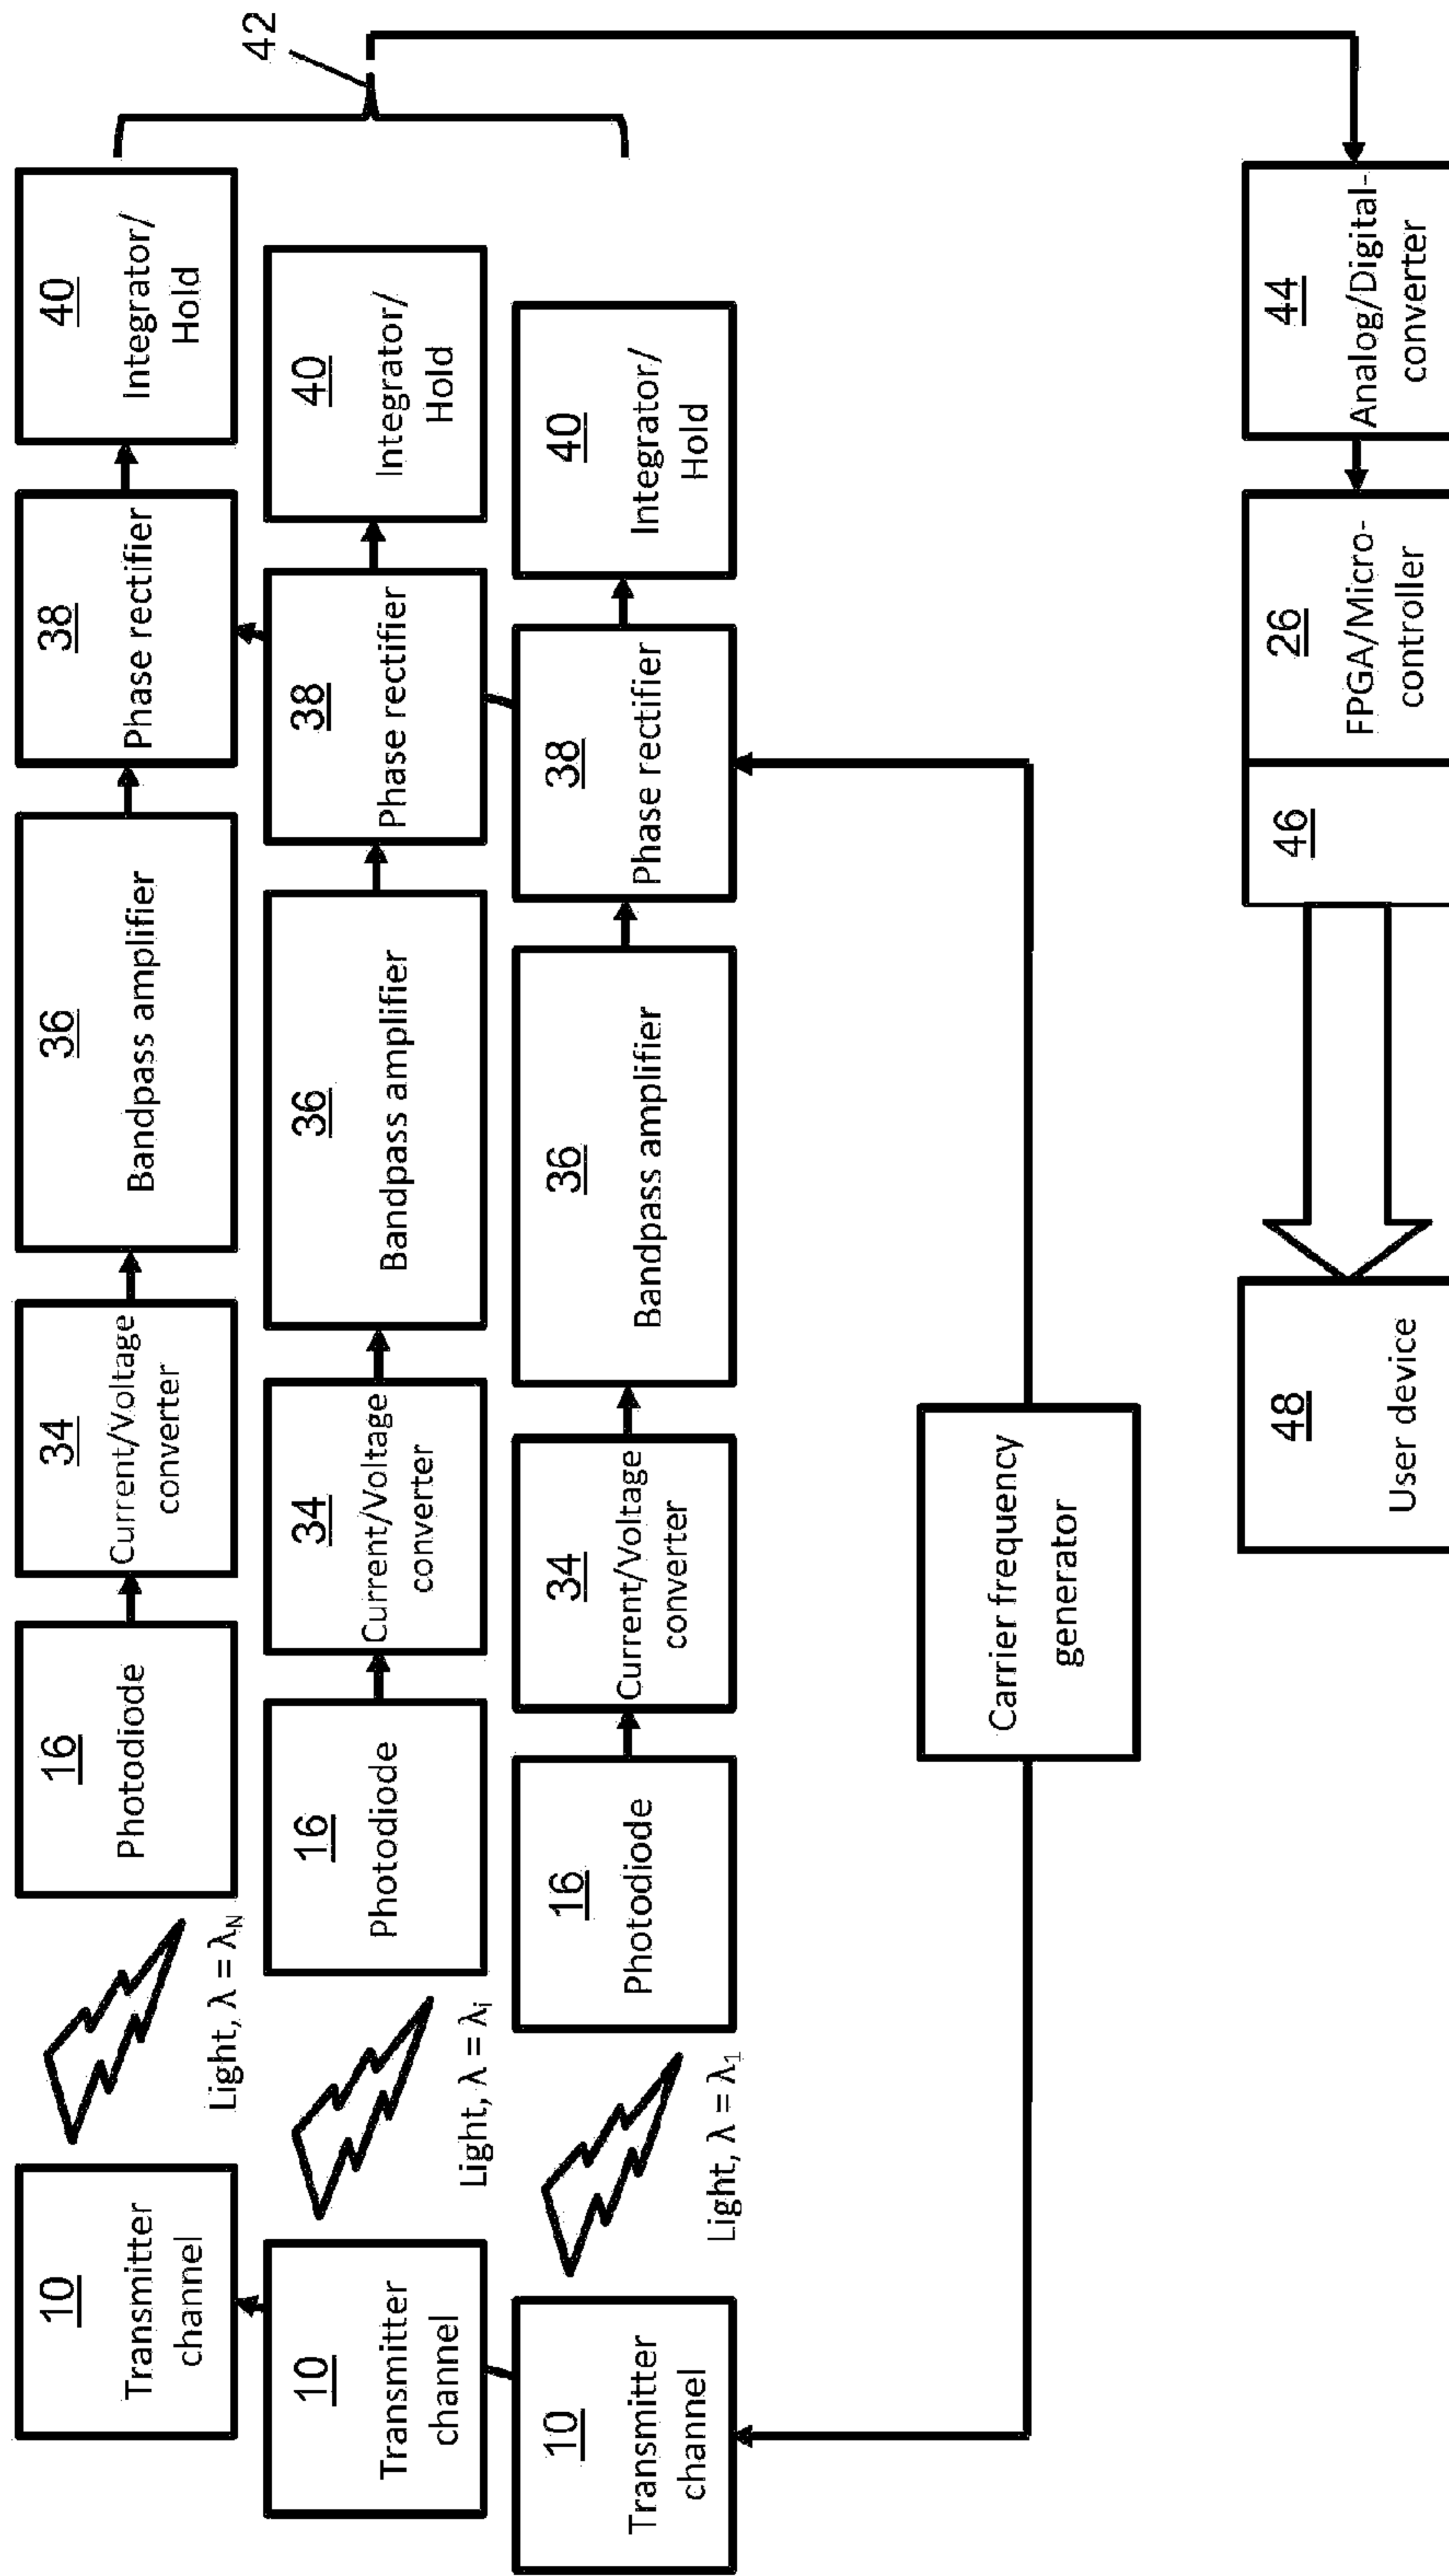 10
Transmitter
channel
Light, λ = λN
16
Photodiode
34
Current/Voltage
converter
36
Bandpass amplifier
38
Phase rectifier
40
Integrator/
Hold
42
10
Transmitter
channel
Light, λ = λi
16
Photodiode
34
Current/Voltage
converter
36
Bandpass amplifier
38
Phase rectifier
40
Integrator/
Hold
10
Transmitter
channel
Light, λ = λ1
16
Photodiode
34
Current/Voltage
converter
36
Bandpass amplifier
38
Phase rectifier
40
Integrator/
Hold
Carrier frequency
generator
48
User device
46
26
FPGA/Micro-
controller
44
Analog/Digital-
converter